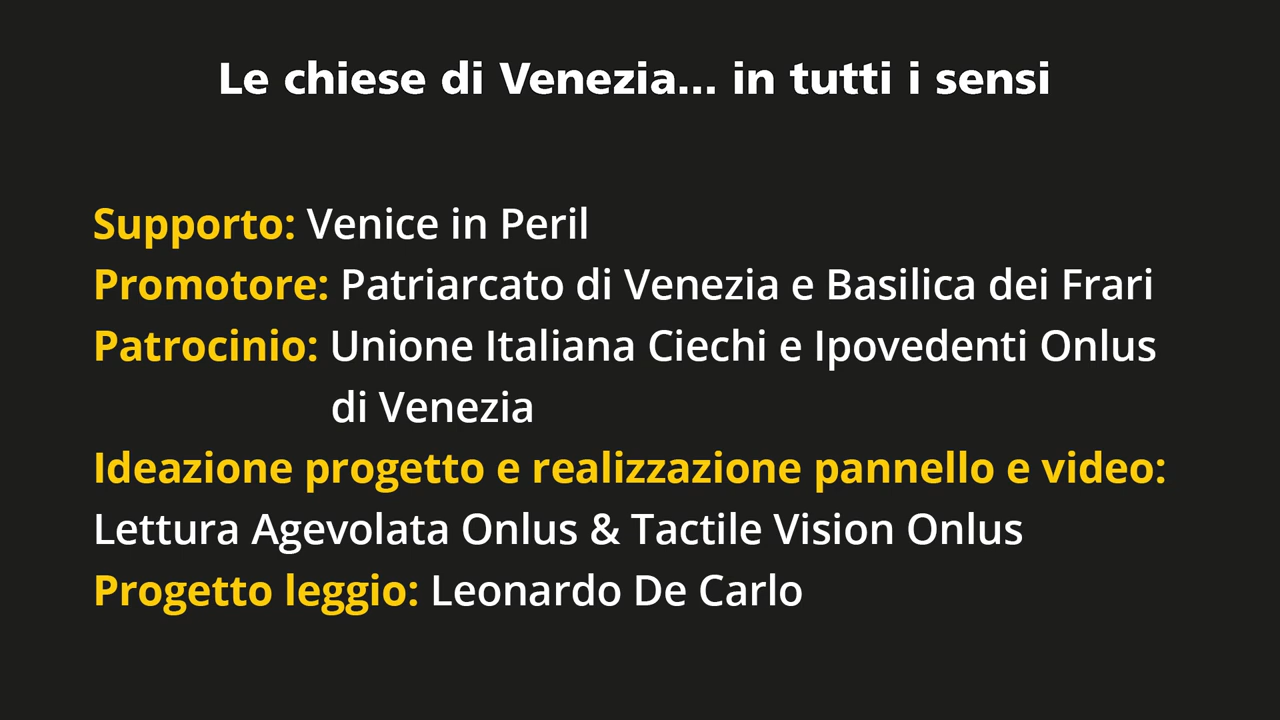 Le chiese di Venezia... in tutti i sensi
Supporto: Venice in Peril
Promotore: Patriarcato di Venezia e Basilica dei Frari
Patrocinio: Unione Italiana Ciechi e Ipovedenti Onlus
di Venezia
Ideazione progetto e realizzazione pannello e video:
Lettura Agevolata Onlus & Tactile Vision Onlus
Progetto leggio: Leonardo De Carlo